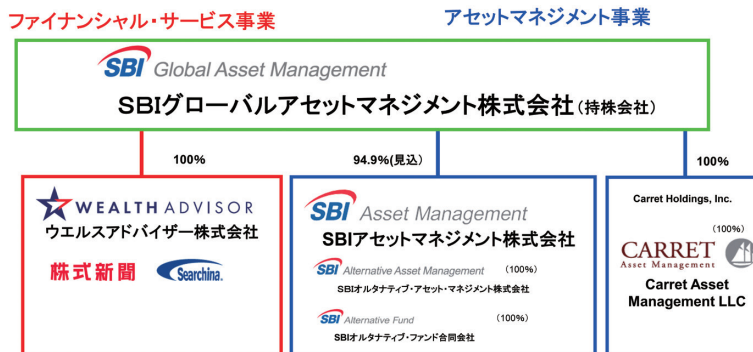 ファイナンシャル・サービス事業
アセットマネジメント事業
SBI Global Asset Management
SBIグローバルアセットマネジメント株式会社(持株会社)
100%
94.9%(見込)
100%
WEALTH ADVISOR
ウエルスアドバイザー株式会社
株式新聞
Searchina.
SBI Asset Management
SBIアセットマネジメント株式会社
SBI Alternative Asset Management (100%)
SBIオルタナティブ・アセット・マネジメント株式会社
SBI Alternative Fund (100%)
SBIオルタナティブ・ファンド合同会社
Carret Holdings, Inc.
(100%)
CARRET
Asset Management
Carret Asset
Management LLC